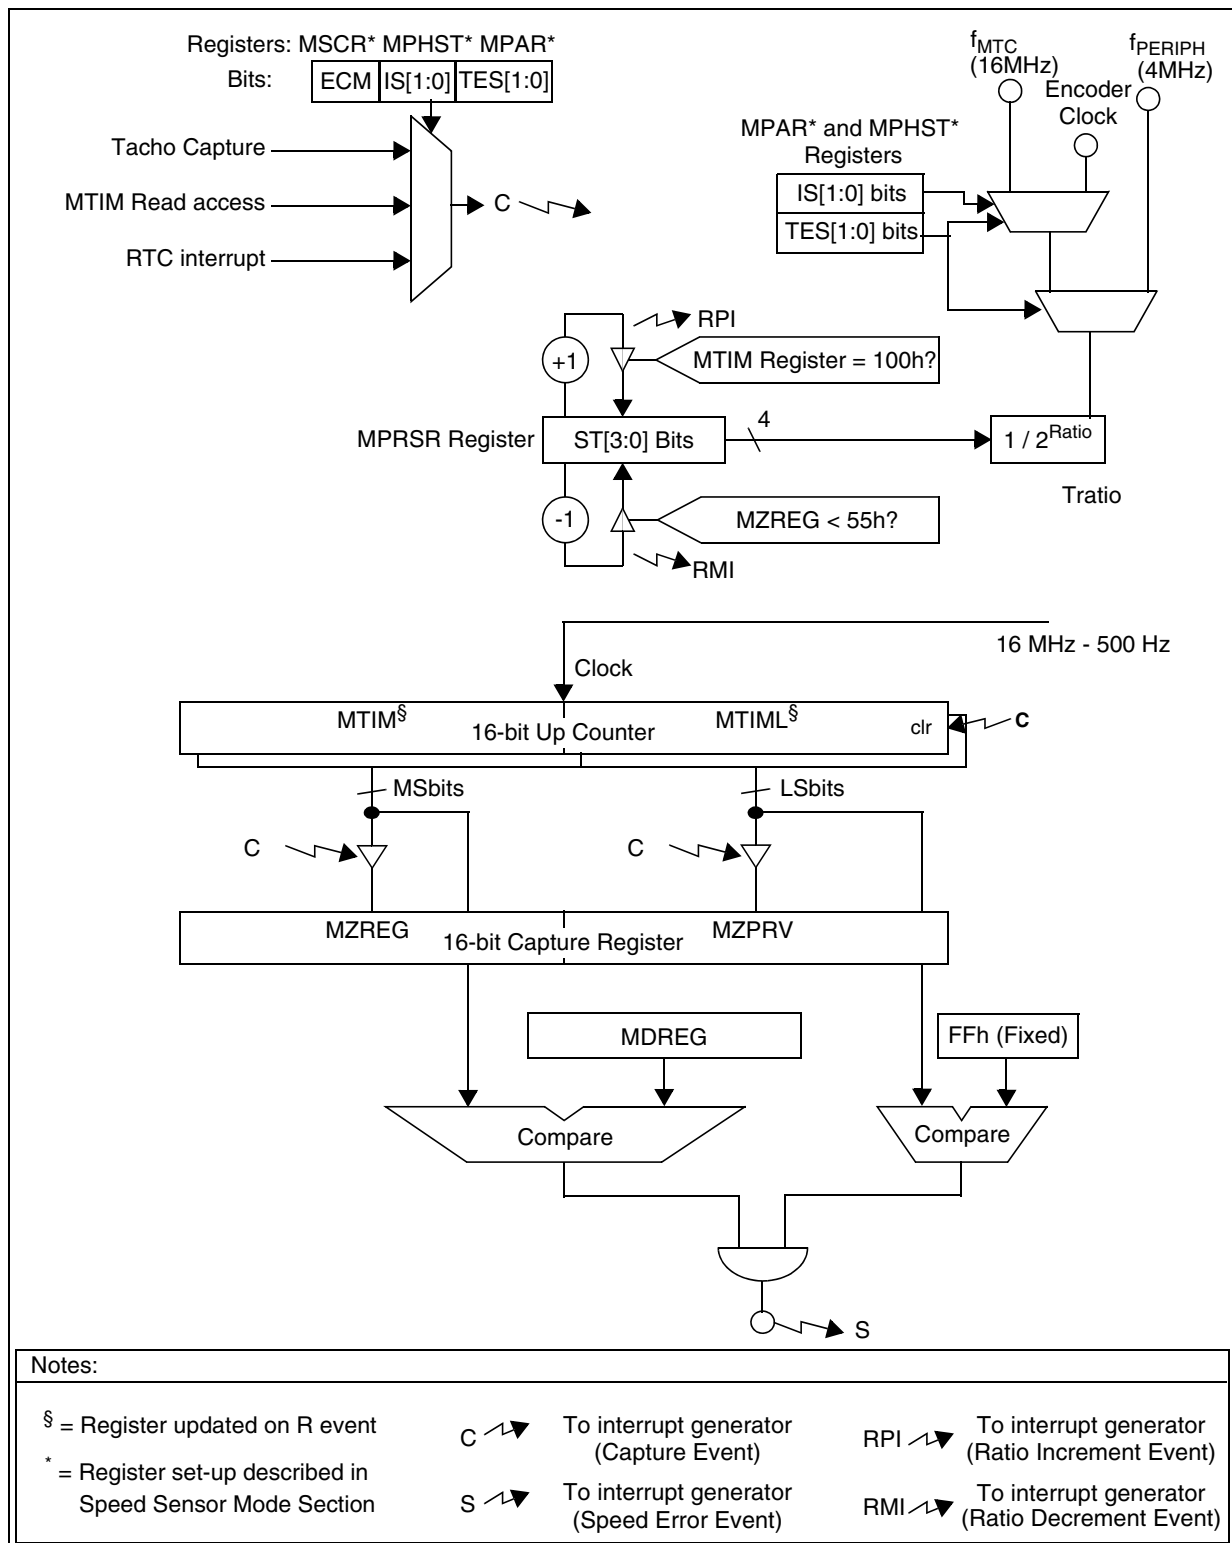 Registers: MSCR* MPHST* MPAR*
Bits:
ECM IS[1:0] TES[1:0]
Tacho Capture
MTIM Read access
RTC interrupt
C
fMTC
(16MHz)
Encoder
Clock
fPERIPH
(4MHz)
MPAR* and MPHST*
Registers
IS[1:0] bits
TES[1:0] bits
RPI
+1
MTIM Register = 100h?
MPRSR Register
ST[3:0] Bits
4
1 / 2Ratio
Tratio
-1
MZREG < 55h?
RMI
16 MHz - 500 Hz
Clock
MTIM§
MTIML§
16-bit Up Counter
clr
C
MSbits
LSbits
C
C
MZREG
MZPRV
16-bit Capture Register
MDREG
FFh (Fixed)
Compare
Compare
S
Notes:
§ = Register updated on R event
* = Register set-up described in
Speed Sensor Mode Section
C
To interrupt generator
(Capture Event)
S
To interrupt generator
(Speed Error Event)
RPI
To interrupt generator
(Ratio Increment Event)
RMI
To interrupt generator
(Ratio Decrement Event)